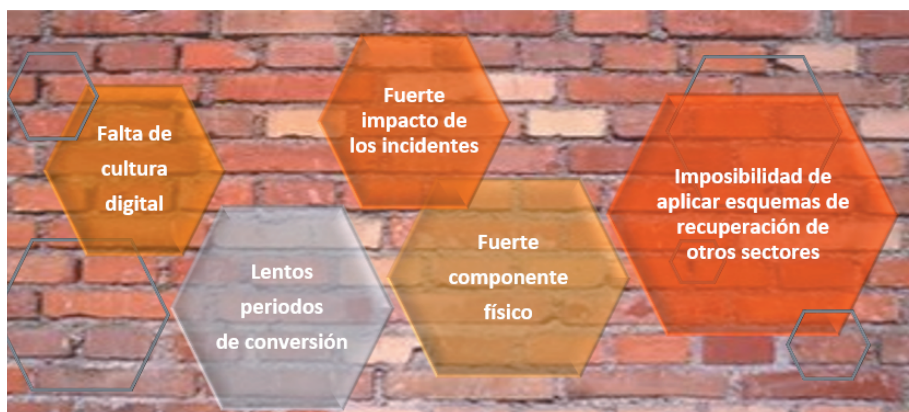 Falta de
cultura
digital
Fuerte
impacto de
los incidentes
Lentos
periodos
de conversión
Fuerte
componente
físico
Imposibilidad de
aplicar esquemas de
recuperación de
otros sectores